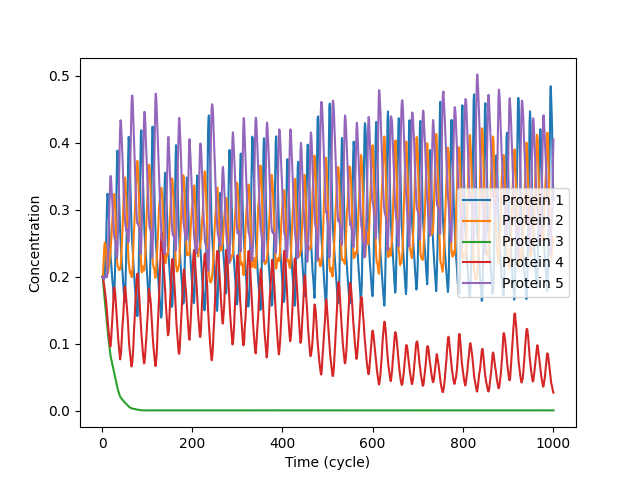 0.5
0.4
0.3
0.2
0.1
0.0
Concentration
Protein 1
Protein 2
Protein 3
Protein 4
Protein 5
0 200 400 600 800 1000
Time (cycle)